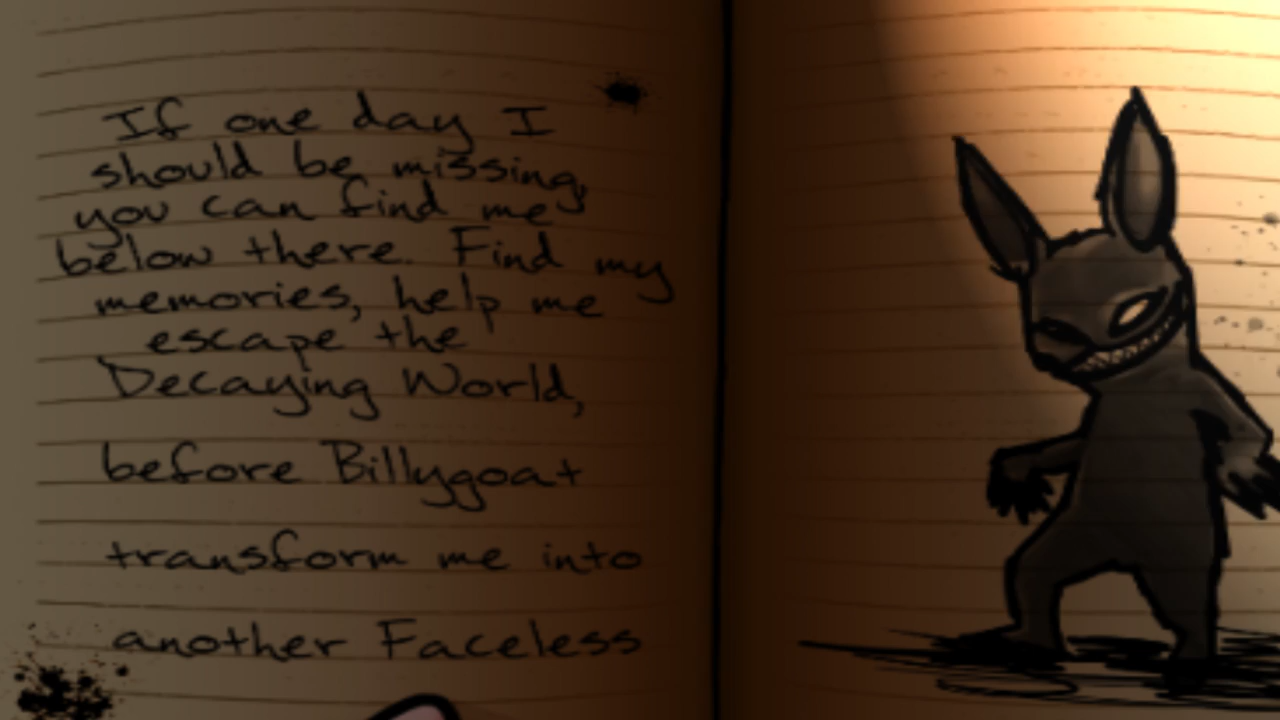 If one day I
should be missing,
you can find me
below there. Find my
memories, help me
escape the
Decaying World,
before Billygoat
transform me into
another Faceless